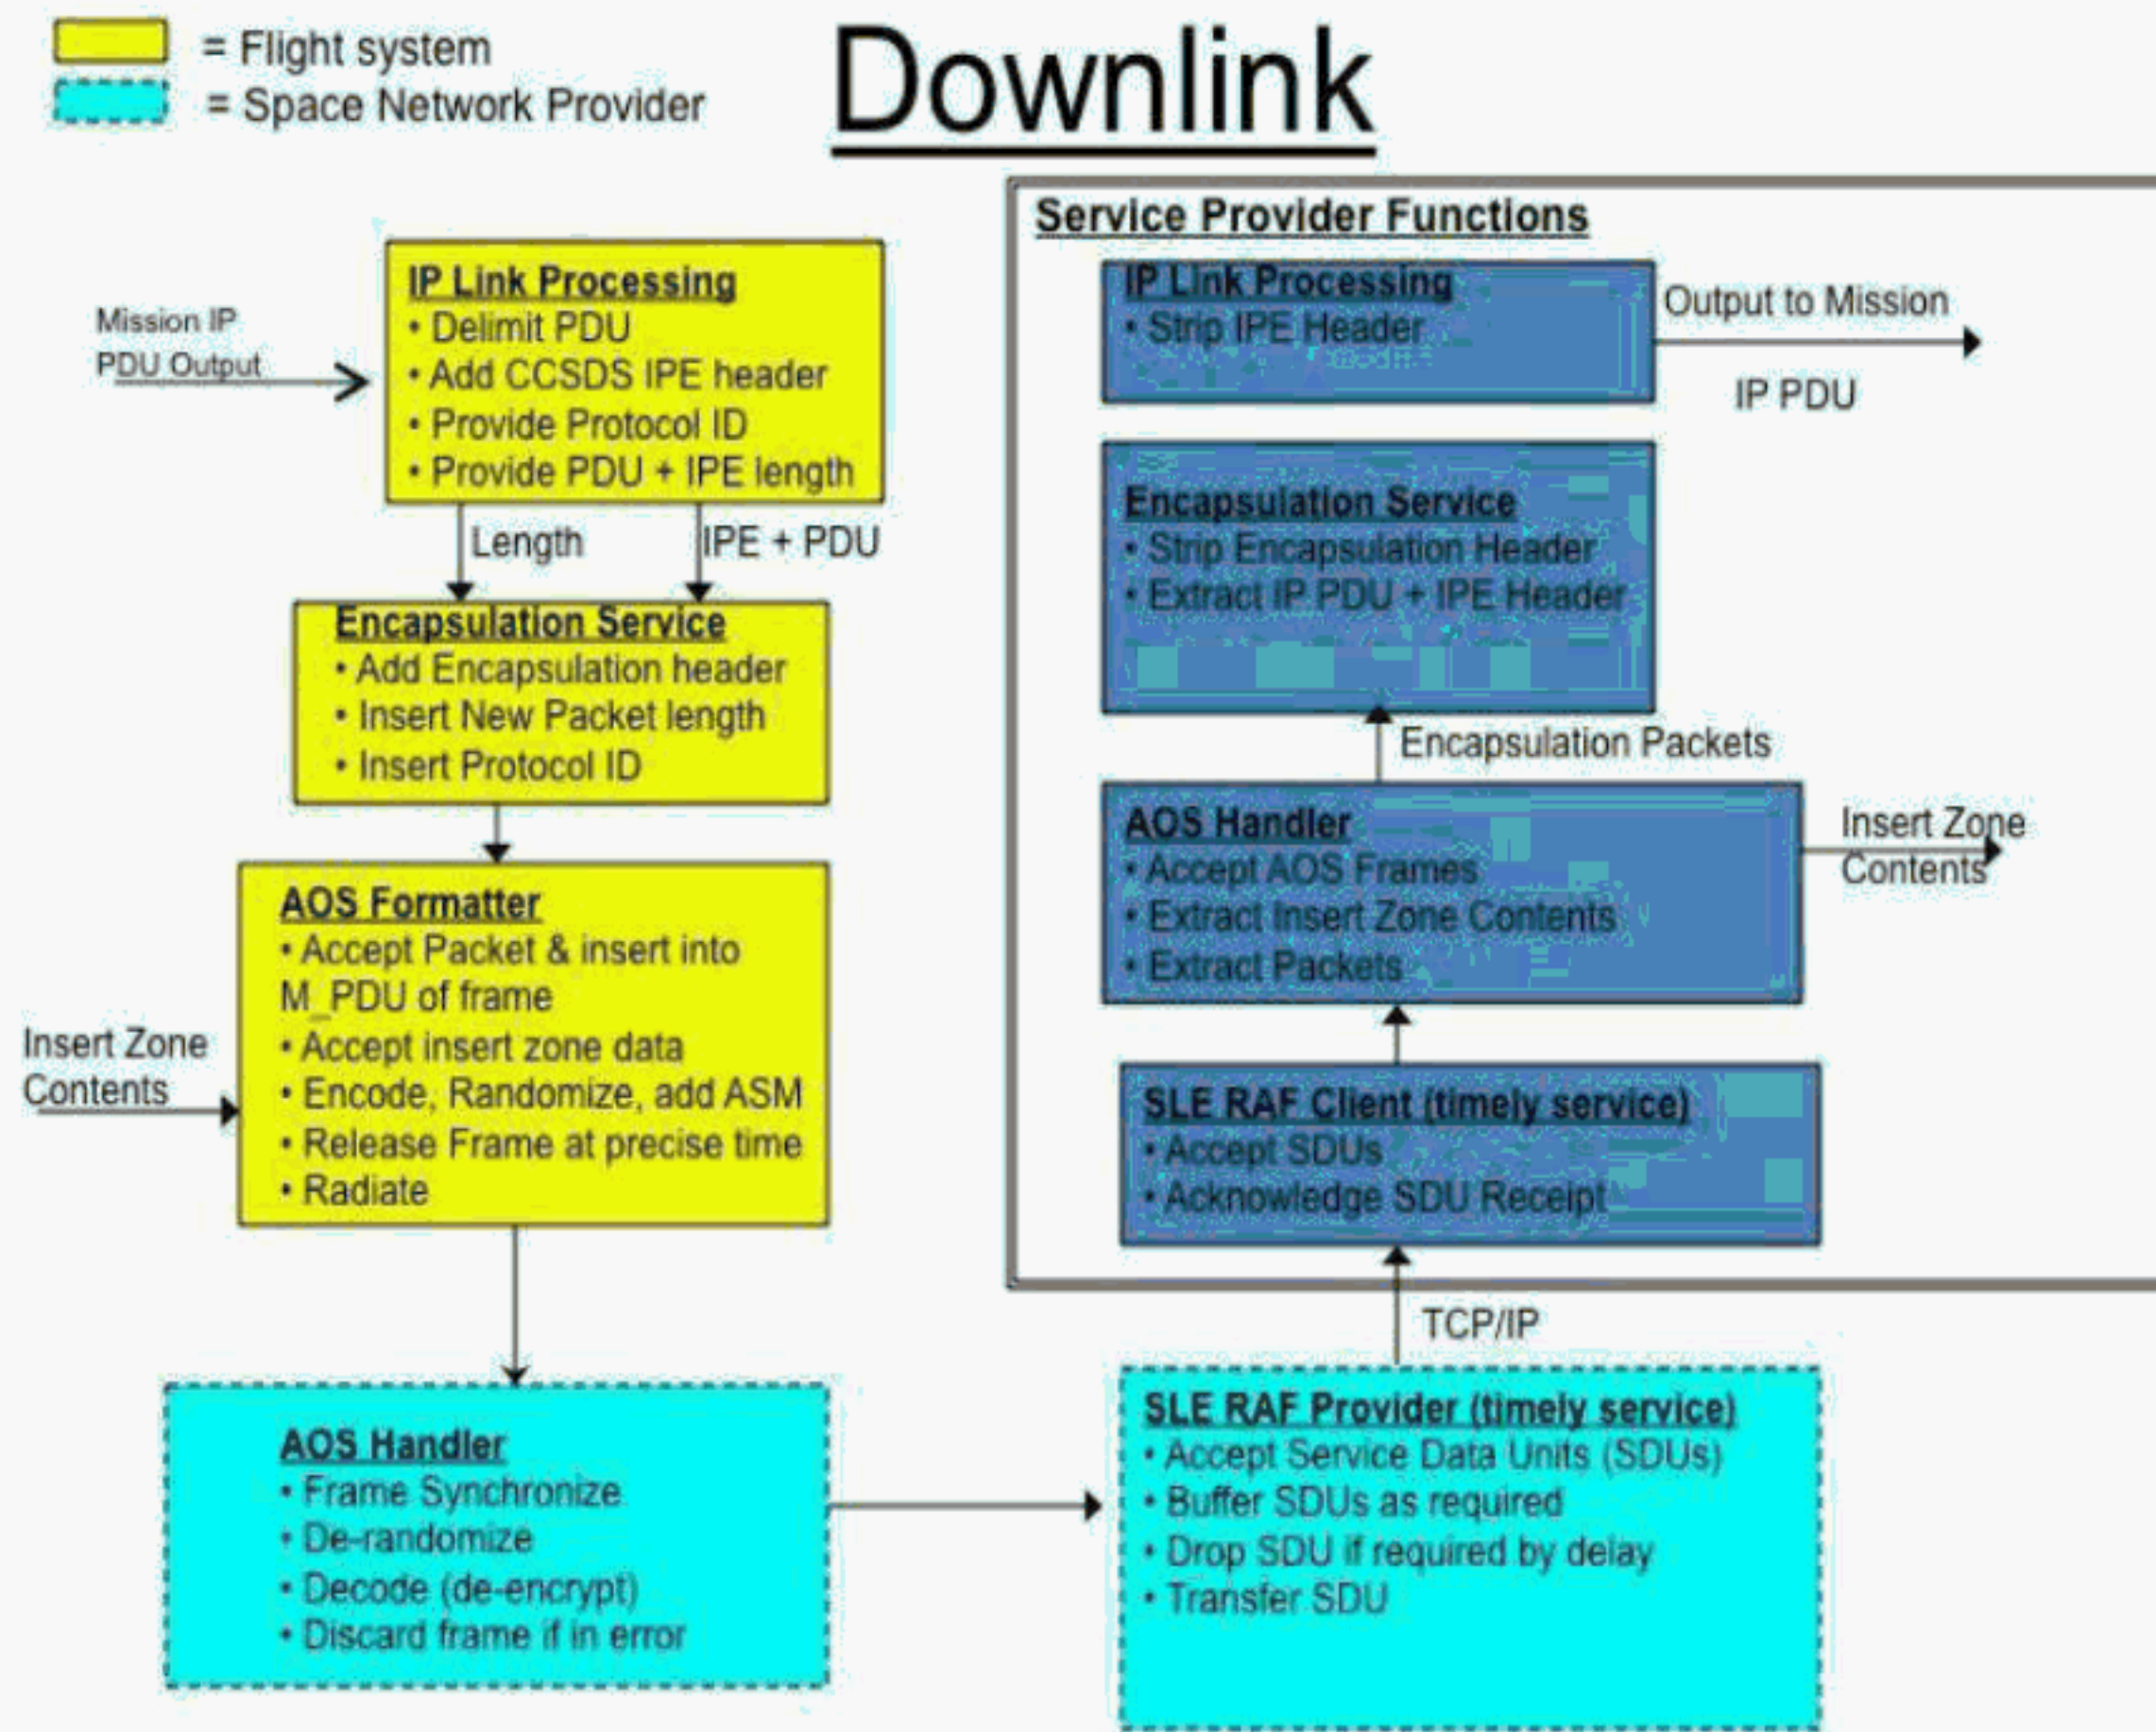 = Flight system
= Space Network Provider
Downlink
Mission IP
PDU Output
IP Link Processing
• Delimit PDU
• Add CCSDS IPE header
• Provide Protocol ID
• Provide PDU + IPE length
Length
IPE + PDU
Encapsulation Service
• Add Encapsulation header
• Insert New Packet length
• Insert Protocol ID
AOS Formatter
• Accept Packet & insert into
M_PDU of frame
• Accept insert zone data
• Encode, Randomize, add ASM
• Release Frame at precise time
• Radiate
Insert Zone
Contents
AOS Handler
• Frame Synchronize
• De-randomize
• Decode (de-encrypt)
• Discard frame if in error
Service Provider Functions
IP Link Processing
• Strip IPE Header
Output to Mission
IP PDU
Encapsulation Service
• Strip Encapsulation Header
• Extract IP PDU + IPE Header
Encapsulation Packets
AOS Handler
• Accept AOS Frames
• Extract Insert Zone Contents
• Extract Packets
Insert Zone
Contents
SLE RAF Client (timely service)
• Accept SDUs
• Acknowledge SDU Receipt
TCP/IP
SLE RAF Provider (timely service)
• Accept Service Data Units (SDUs)
• Buffer SDUs as required
• Drop SDU if required by delay
• Transfer SDU